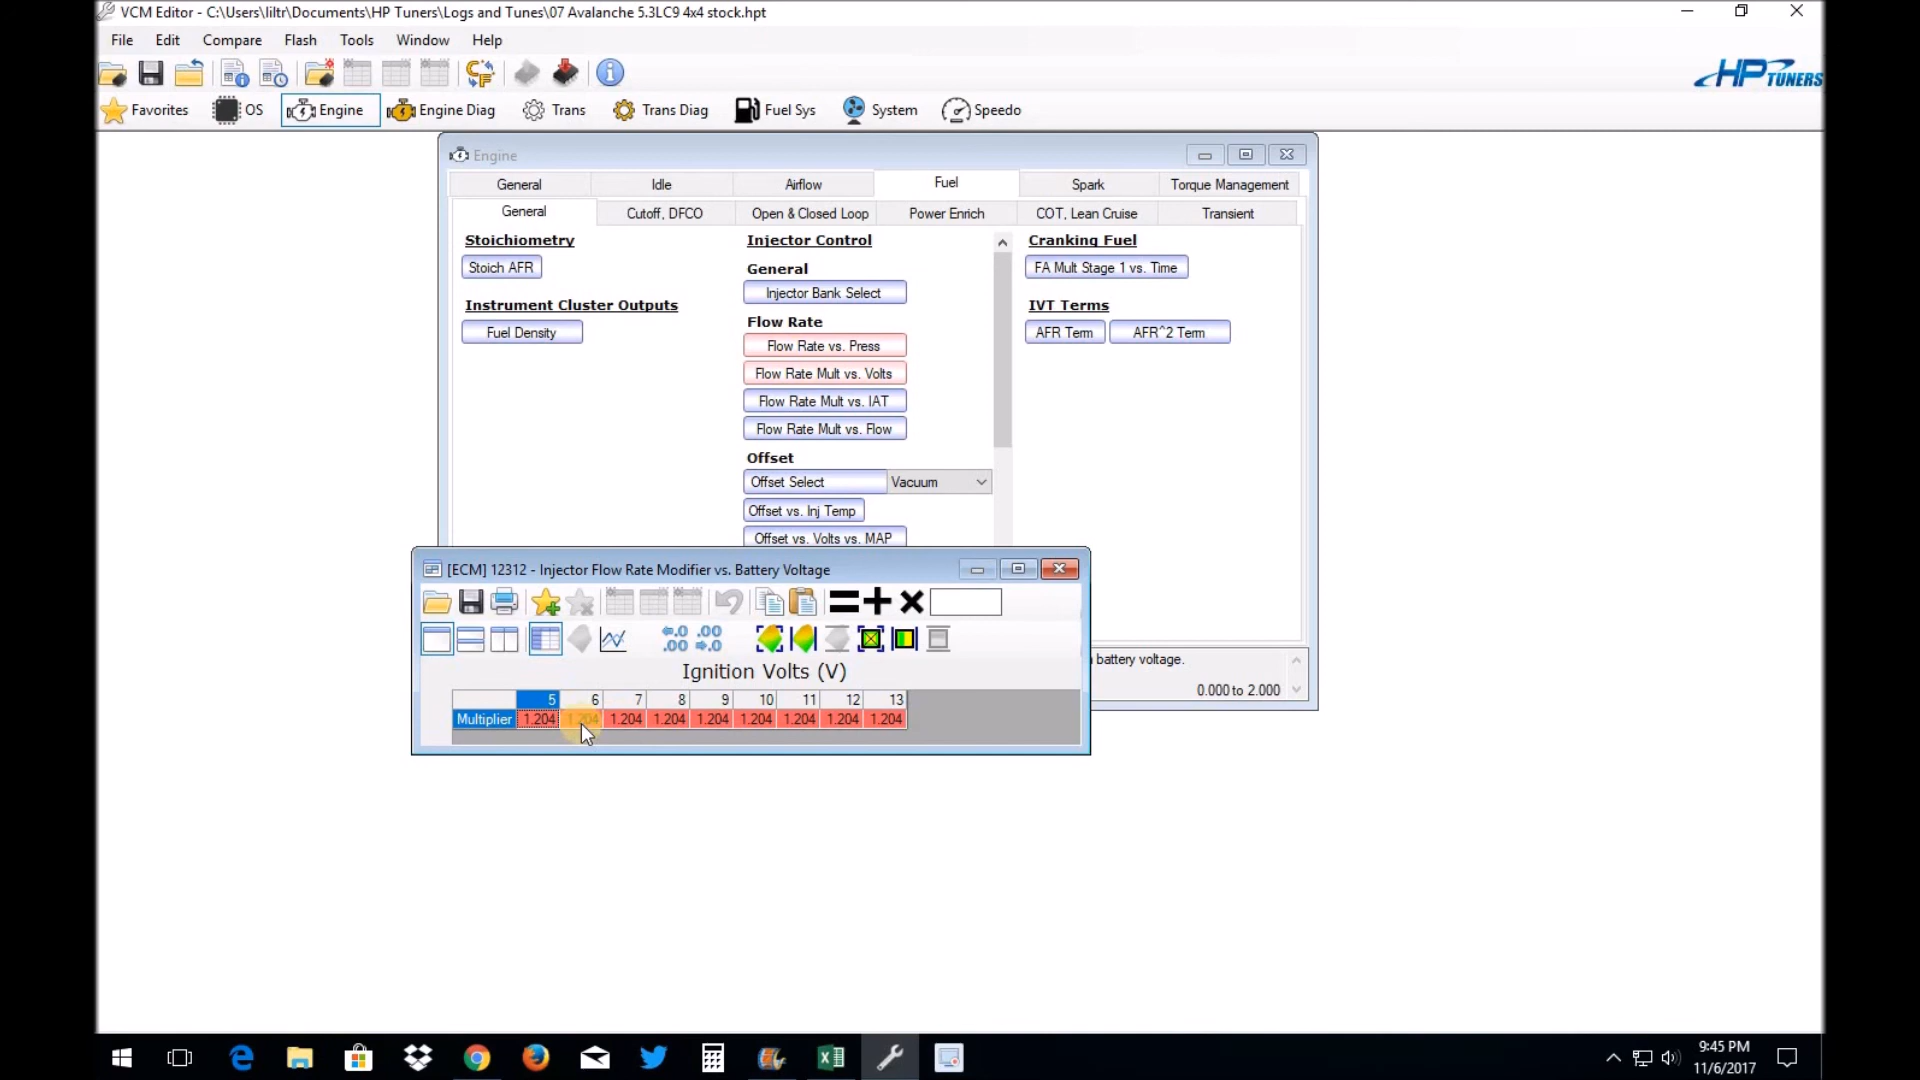 VCM Editor - C:\Users\liltr\Documents\HP Tuners\Logs and Tunes\07 Avalanche 5.3LC9 4x4 stock.hpt
File Edit Compare Flash Tools Window Help
HP TUNERS
Favorites OS Engine Engine Diag Trans Trans Diag Fuel Sys System Speedo
Engine
General Idle Airflow Fuel Spark Torque Management
General Cutoff, DFCO Open & Closed Loop Power Enrich COT, Lean Cruise Transient
Stoichiometry Injector Control Cranking Fuel
Stoich AFR General FA Mult Stage 1 vs. Time
Injector Bank Select
Instrument Cluster Outputs Flow Rate IVT Terms
Fuel Density Flow Rate vs. Press AFR Term AFR^2 Term
Flow Rate Mult vs. Volts
Flow Rate Mult vs. IAT
Flow Rate Mult vs. Flow
Offset
Offset Select Vacuum
Offset vs. Inj Temp
Offset vs. Volts vs. MAP
[ECM] 12312 - Injector Flow Rate Modifier vs. Battery Voltage
battery voltage.
0.000 to 2.000
Ignition Volts (V)
5 6 7 8 9 10 11 12 13
Multiplier 1.204 1.204 1.204 1.204 1.204 1.204 1.204 1.204 1.204
9:45 PM
11/6/2017